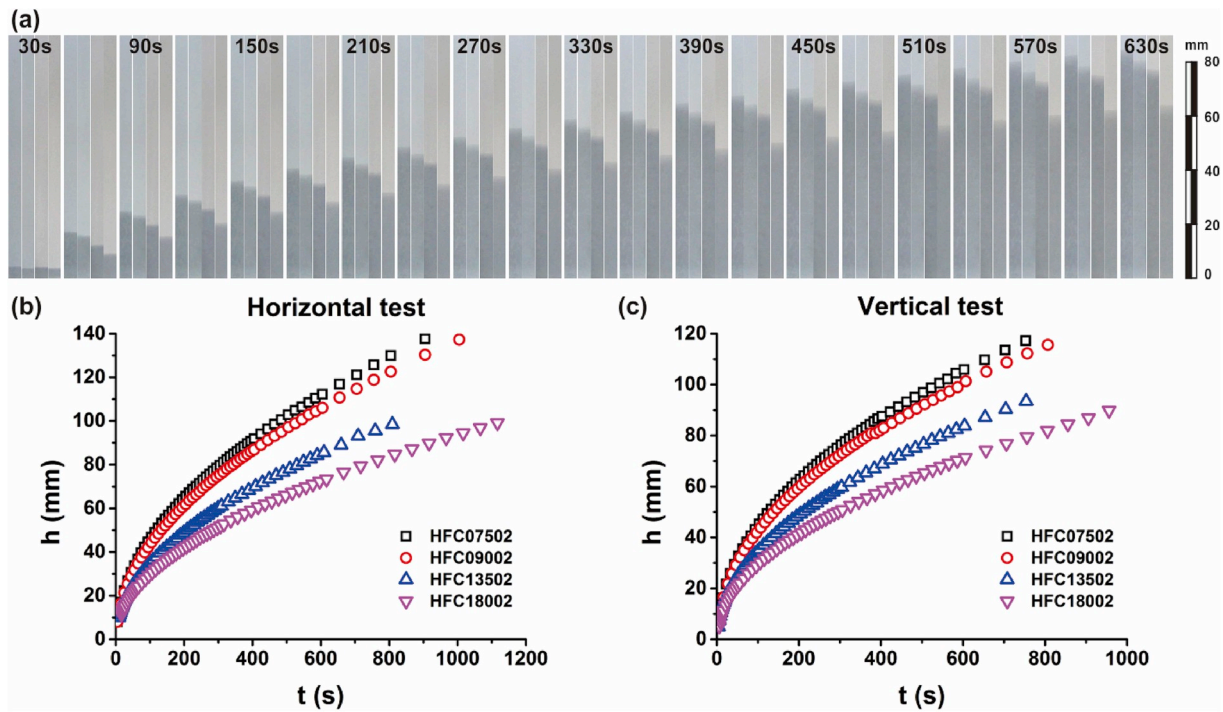 (a)
30s 90s 150s 210s 270s 330s 390s 450s 510s 570s 630s
mm
80
60
40
20
0
(b) Horizontal test
140
120
100
80
60
40
20
0
h (mm)
HFC07502
HFC09002
HFC13502
HFC18002
0 200 400 600 800 1000 1200
t (s)
(c) Vertical test
120
100
80
60
40
20
0
h (mm)
HFC07502
HFC09002
HFC13502
HFC18002
0 200 400 600 800 1000
t (s)